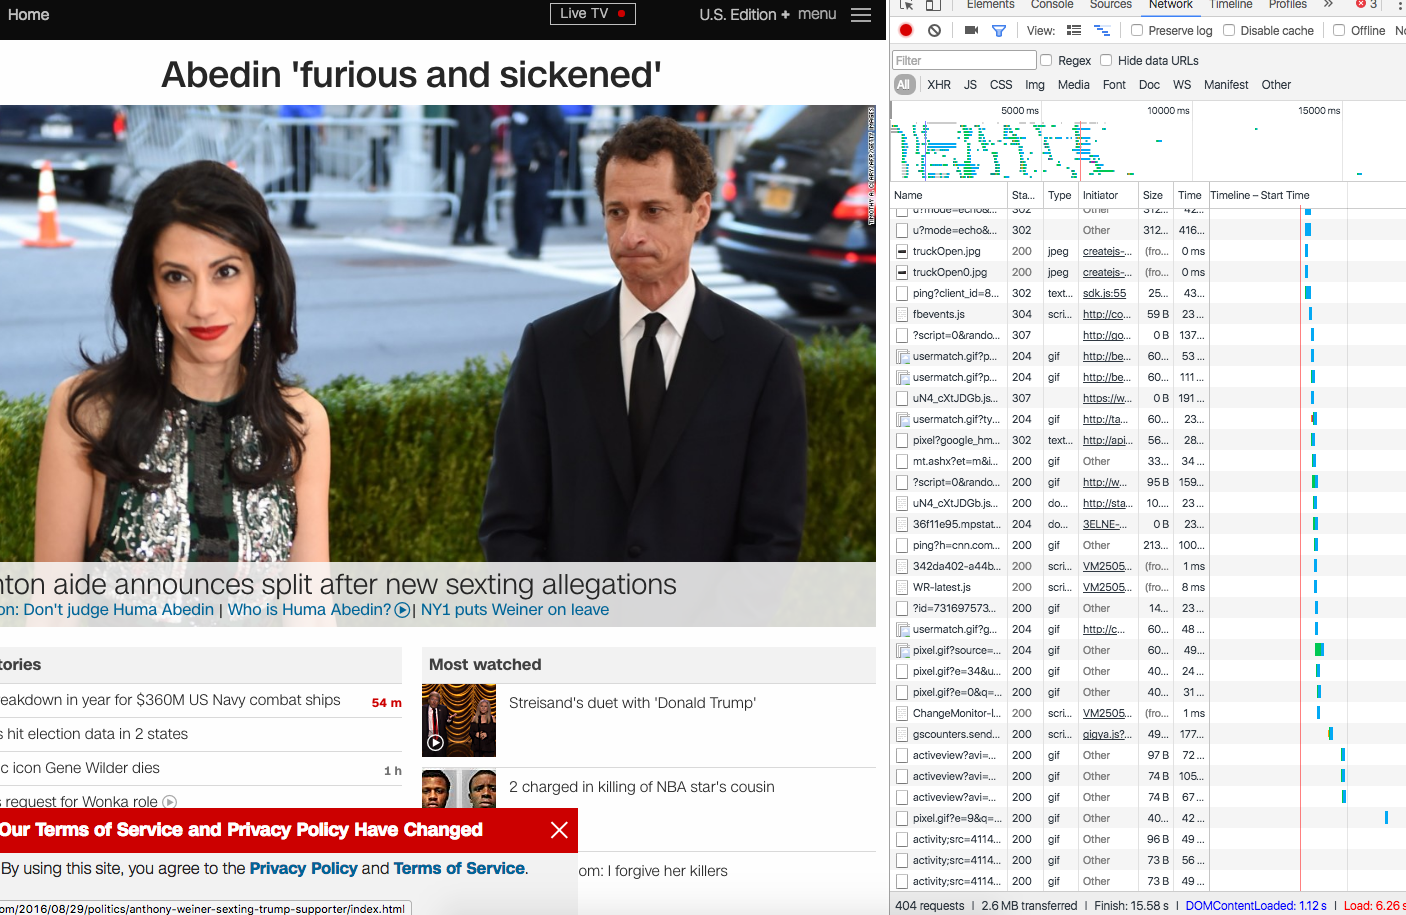 Home
Live TV
U.S. Edition + menu
Abedin 'furious and sickened'
TIMOTHY A. CLARY/AFP/GETTY IMAGES
nton aide announces split after new sexting allegations
on: Don't judge Huma Abedin | Who is Huma Abedin? | NY1 puts Weiner on leave
tories
eakdown in year for $360M US Navy combat ships 54 m
s hit election data in 2 states
c icon Gene Wilder dies 1 h
s request for Wonka role
Most watched
Streisand's duet with 'Donald Trump'
2 charged in killing of NBA star's cousin
om: I forgive her killers
Our Terms of Service and Privacy Policy Have Changed
By using this site, you agree to the Privacy Policy and Terms of Service.
om/2016/08/29/politics/anthony-weiner-sexting-trump-supporter/index.html
Elements Console Sources Network Timeline Profiles » 3
View: Preserve log Disable cache Offline No
Filter Regex Hide data URLs
All XHR JS CSS Img Media Font Doc WS Manifest Other
5000 ms 10000 ms 15000 ms
Name Sta... Type Initiator Size Time Timeline – Start Time
u?mode=echo&... 302 Other 312... 42...
u?mode=echo&... 302 Other 312... 416...
truckOpen.jpg 200 jpeg createjs-... (fro... 0 ms
truckOpen0.jpg 200 jpeg createjs-... (fro... 0 ms
ping?client_id=8... 302 text... sdk.js:55 25... 43...
fbevents.js 304 scri... http://co... 59 B 23 ...
?script=0&rando... 307 http://go... 0 B 137...
usermatch.gif?p... 204 gif http://be... 60... 53 ...
usermatch.gif?p... 204 gif http://be... 60... 111 ...
uN4_cXtJDGb.js... 307 https://w... 0 B 191 ...
usermatch.gif?ty... 204 gif http://ta... 60... 23...
pixel?google_hm... 302 text... http://api... 56... 28...
mt.ashx?et=m&i... 200 gif Other 33... 34 ...
?script=0&rando... 200 gif http://w... 95 B 159...
uN4_cXtJDGb.js... 200 do... http://sta... 10.... 23 ...
36f11e95.mpstat... 204 do... 3ELNE-... 0 B 23...
ping?h=cnn.com... 200 gif Other 213... 100...
342da402-a44b... 200 scri... VM2505... (fro... 1 ms
WR-latest.js 200 scri... VM2505... (fro... 8 ms
?id=731697573... 200 gif Other 14... 23 ...
usermatch.gif?g... 204 gif http://c... 60... 48 ...
pixel.gif?source=... 204 gif Other 60... 49...
pixel.gif?e=34&u... 200 gif Other 40... 24 ...
pixel.gif?e=0&q=... 200 gif Other 40... 31 ...
ChangeMonitor-l... 200 scri... VM2505... (fro... 1 ms
gscounters.send... 200 scri... gigya.js?... 49... 177...
activeview?avi=... 200 gif Other 97 B 72 ...
activeview?avi=... 200 gif Other 74 B 105...
activeview?avi=... 200 gif Other 74 B 67 ...
pixel.gif?e=9&q=... 200 gif Other 40... 42 ...
activity;src=4114... 200 gif Other 96 B 49 ...
activity;src=4114... 200 gif Other 73 B 56 ...
activity;src=4114... 200 gif Other 73 B 49 ...
404 requests | 2.6 MB transferred | Finish: 15.58 s | DOMContentLoaded: 1.12 s | Load: 6.26 s